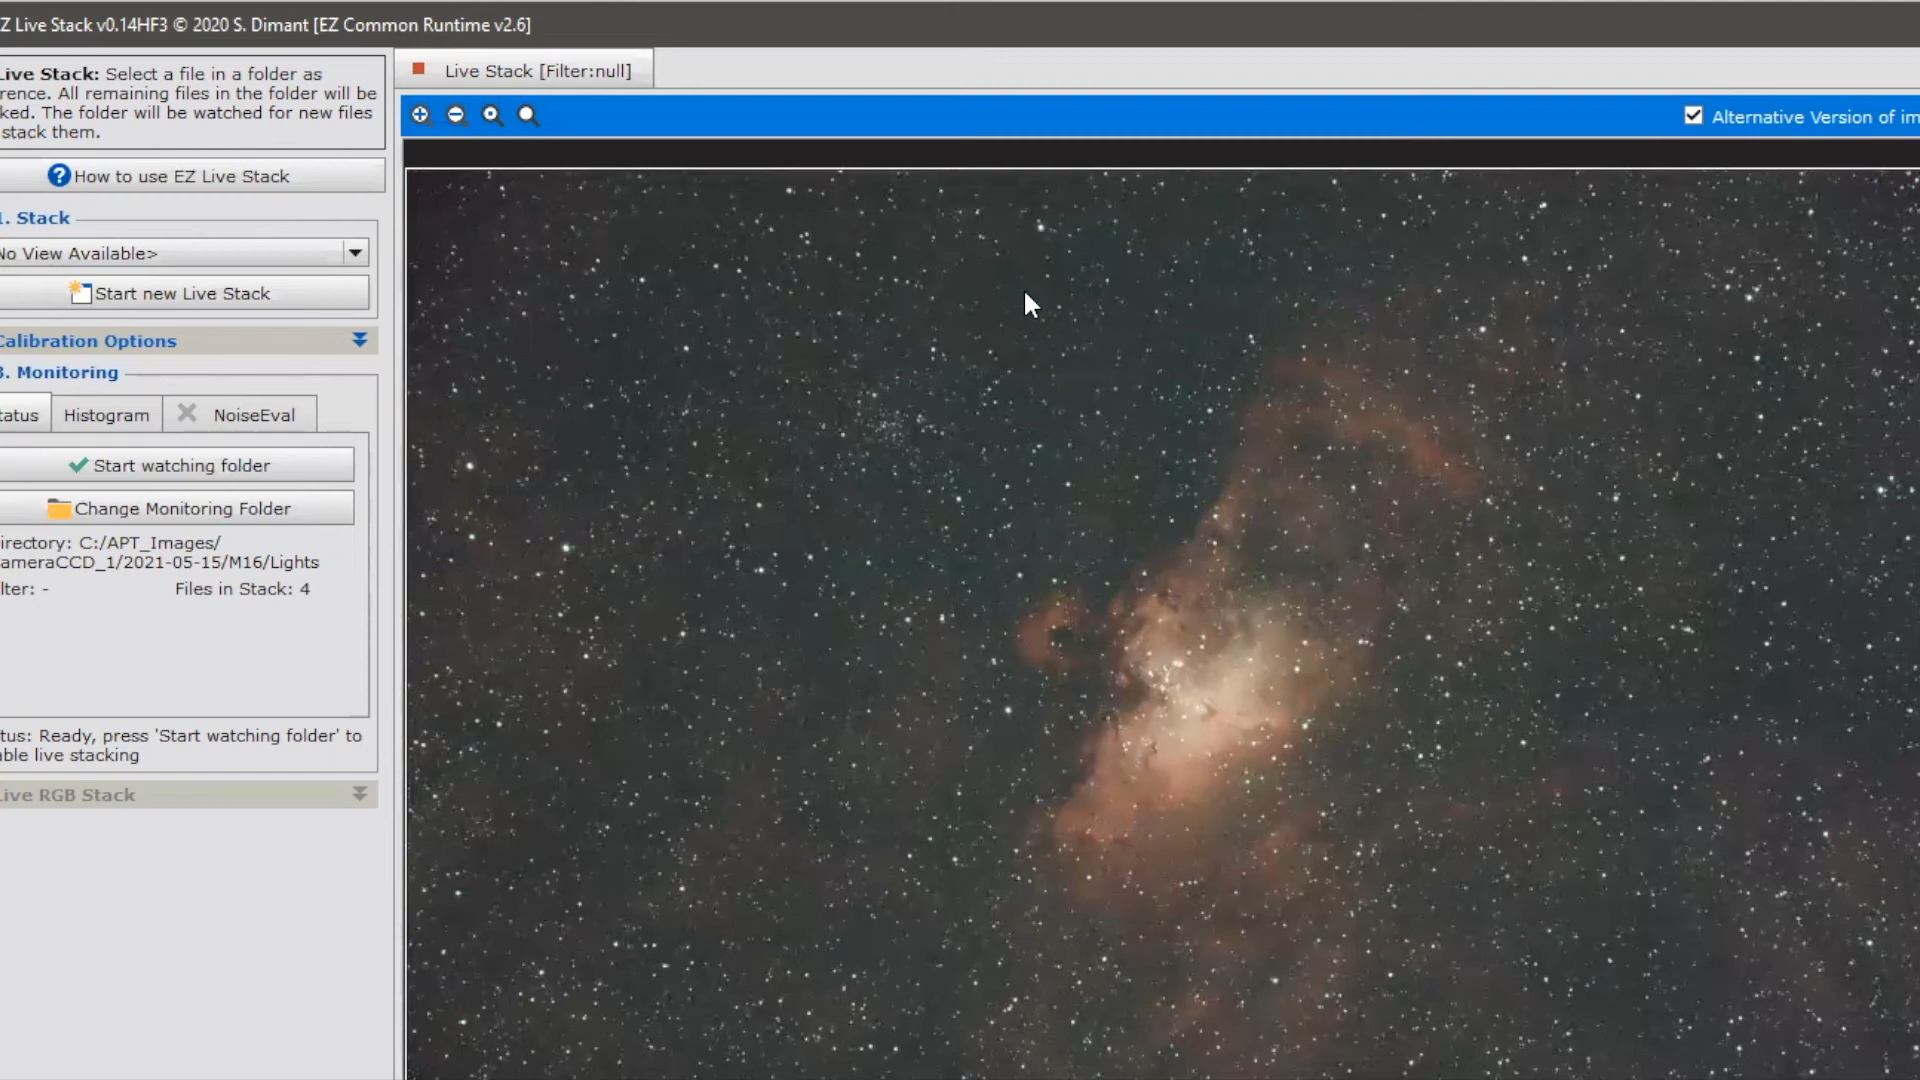 Z Live Stack v0.14HF3 © 2020 S. Dimant [EZ Common Runtime v2.6]
Live Stack: Select a file in a folder as
rence. All remaining files in the folder will be
ked. The folder will be watched for new files
stack them.
How to use EZ Live Stack
1. Stack
No View Available>
Start new Live Stack
Calibration Options
3. Monitoring
tatus
Histogram
NoiseEval
Start watching folder
Change Monitoring Folder
irectory: C:/APT_Images/
ameraCCD_1/2021-05-15/M16/Lights
lter: - Files in Stack: 4
tus: Ready, press 'Start watching folder' to
ble live stacking
Live RGB Stack
Live Stack [Filter:null]
Alternative Version of im